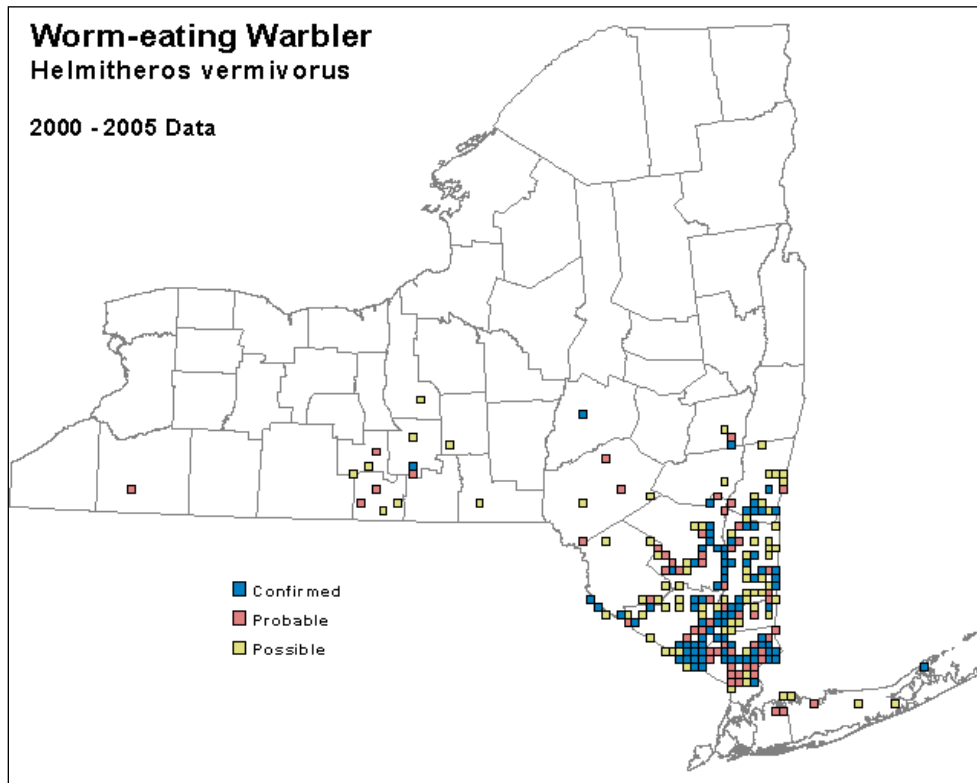 Worm-eating Warbler
Helmitheros vermivorus
2000 - 2005 Data
Confirmed
Probable
Possible